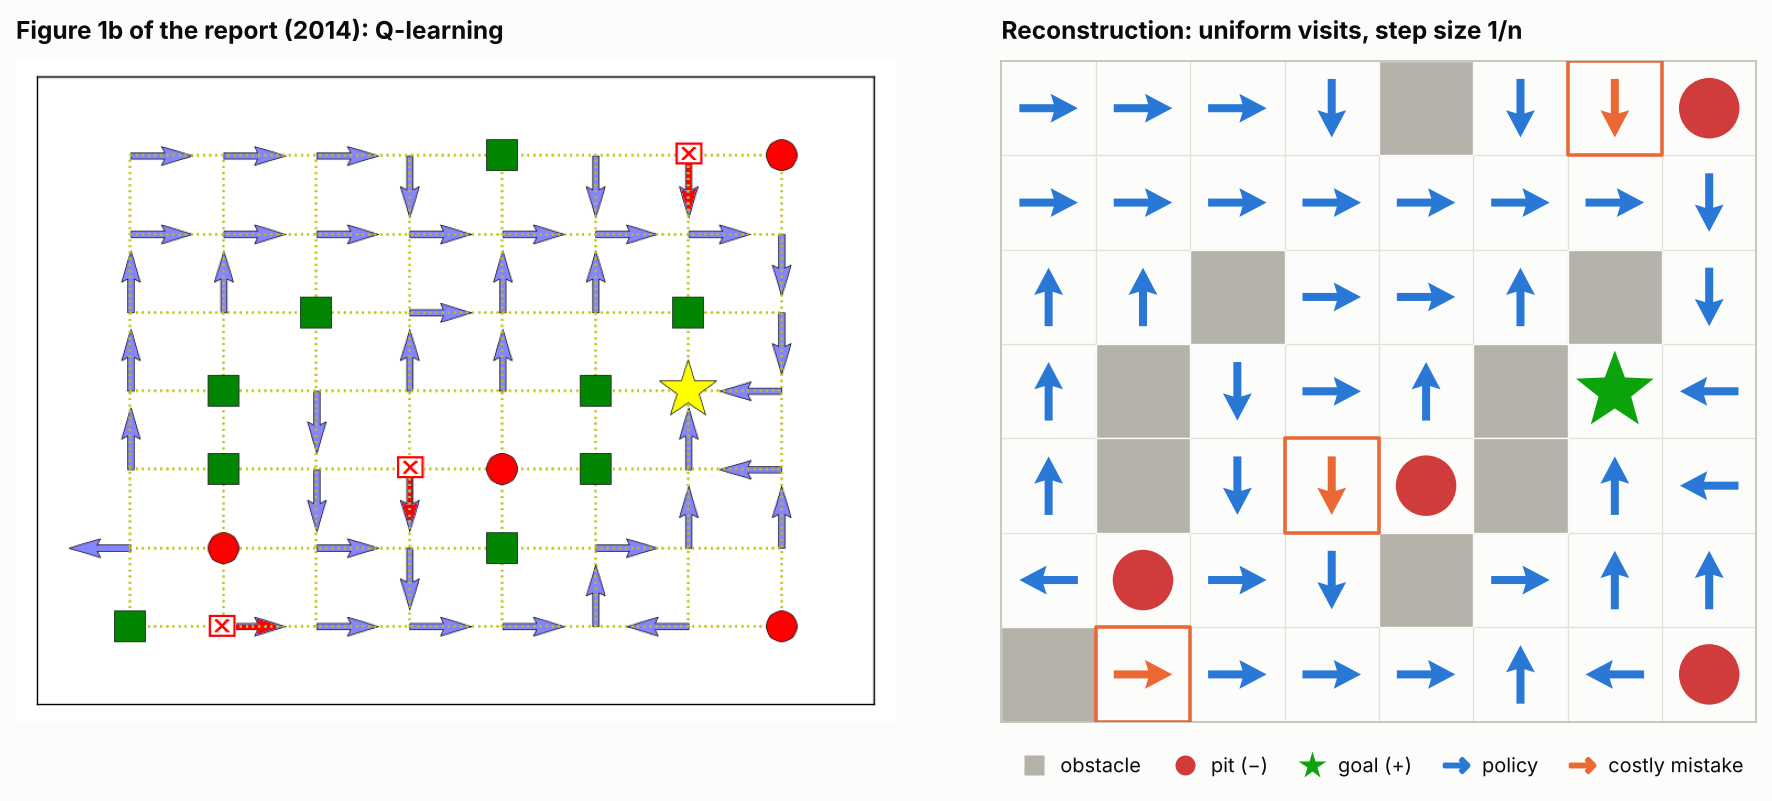 Figure 1b of the report (2014): Q-learning
Reconstruction: uniform visits, step size 1/n
obstacle
pit (−)
goal (+)
policy
costly mistake